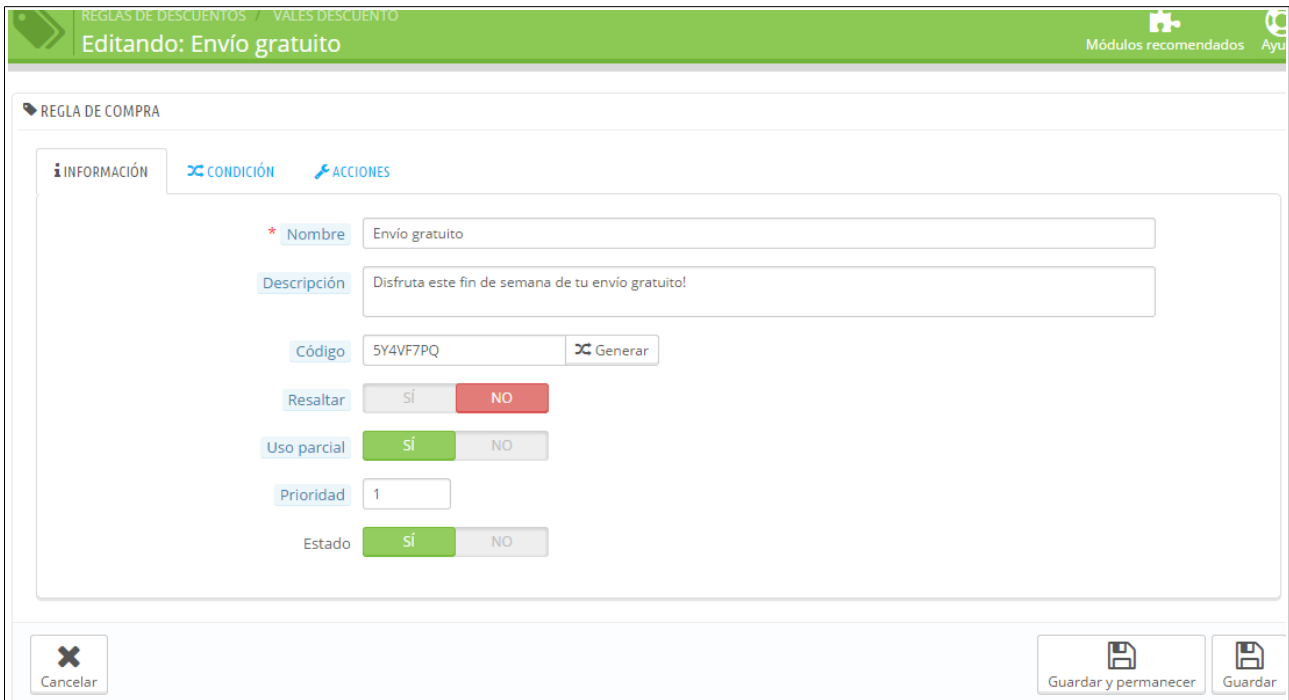 REGLAS DE DESCUENTOS / VALES DESCUENTO
Editando: Envío gratuito
Módulos recomendados
REGLA DE COMPRA
INFORMACIÓN CONDICIÓN ACCIONES
* Nombre Envío gratuito
Descripción Disfruta este fin de semana de tu envío gratuito!
Código 5Y4VF7PQ Generar
Resaltar SÍ NO
Uso parcial SÍ NO
Prioridad 1
Estado SÍ NO
Cancelar Guardar y permanecer Guardar